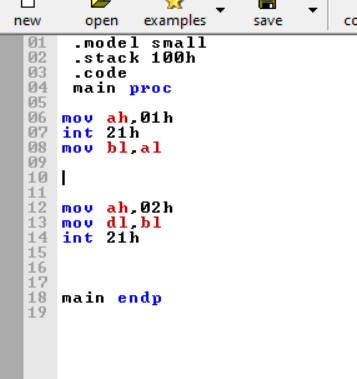 new open examples save co
01 .model small
02 .stack 100h
03 .code
04 main proc
05
06 mov ah,01h
07 int 21h
08 mov bl,al
09
10
11
12 mov ah,02h
13 mov dl,bl
14 int 21h
15
16
17
18 main endp
19